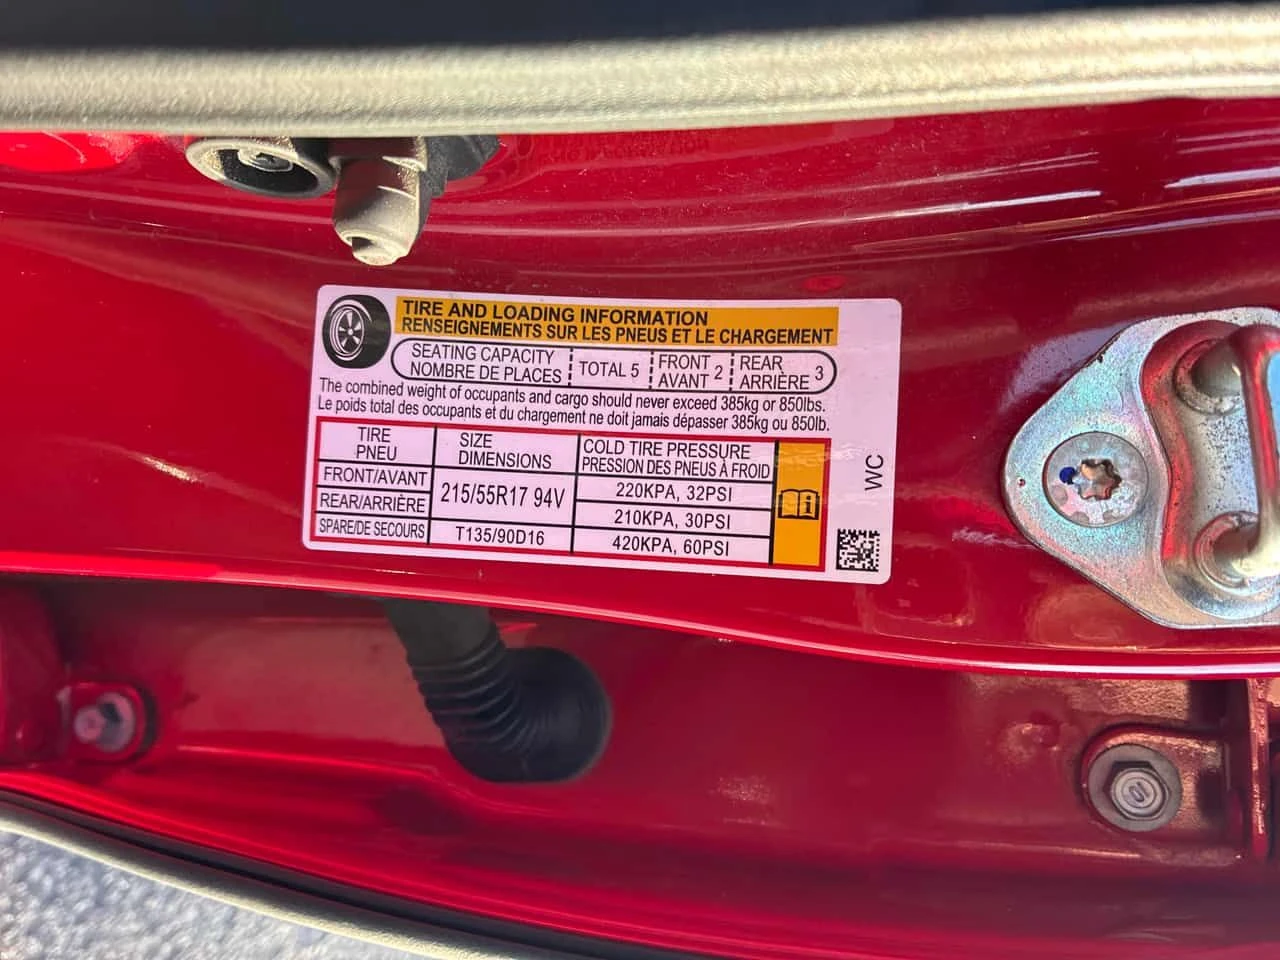 TIRE AND LOADING INFORMATION
RENSEIGNEMENTS SUR LES PNEUS ET LE CHARGEMENT
SEATING CAPACITY
NOMBRE DE PLACES
TOTAL 5
FRONT
AVANT 2
REAR
ARRIÈRE 3
The combined weight of occupants and cargo should never exceed 385kg or 850lbs.
Le poids total des occupants et du chargement ne doit jamais dépasser 385kg ou 850lb.
TIRE
PNEU
SIZE
DIMENSIONS
COLD TIRE PRESSURE
PRESSION DES PNEUS À FROID
FRONT/AVANT
215/55R17 94V
220KPA, 32PSI
REAR/ARRIÈRE
210KPA, 30PSI
SPARE/DE SECOURS
T135/90D16
420KPA, 60PSI
WC